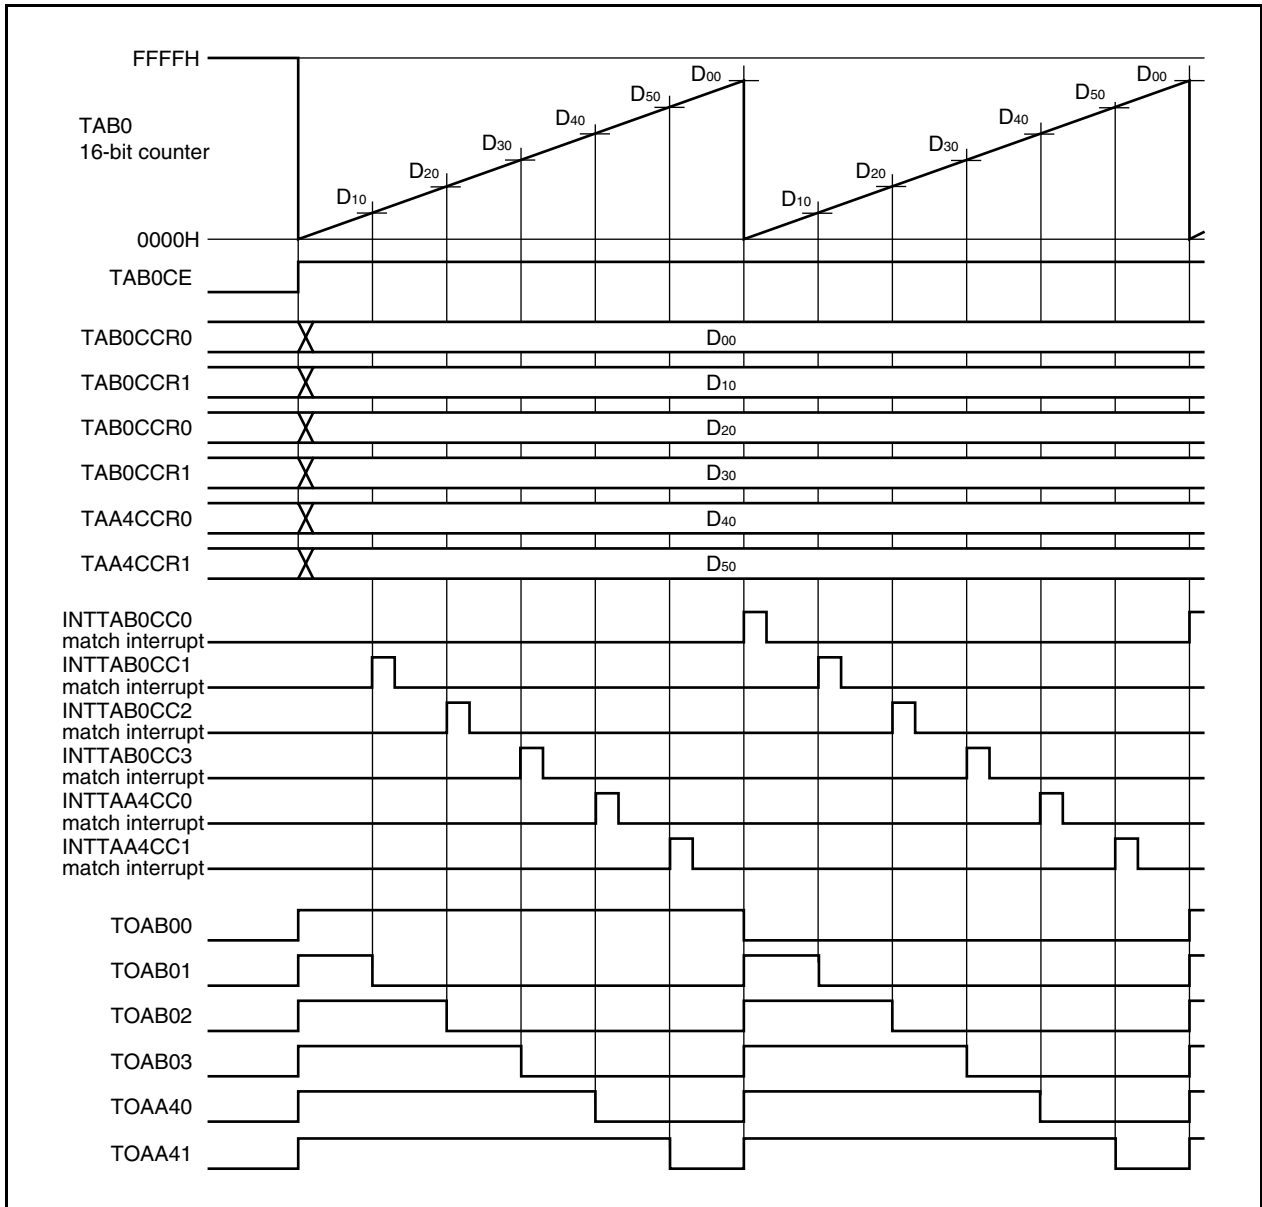 FFFFH
D00 D00
D50 D50
TAB0
16-bit counter
D40 D40
D30 D30
D20 D20
D10 D10
0000H
TAB0CE
TAB0CCR0 D00
TAB0CCR1 D10
TAB0CCR0 D20
TAB0CCR1 D30
TAA4CCR0 D40
TAA4CCR1 D50
INTTAB0CC0
match interrupt
INTTAB0CC1
match interrupt
INTTAB0CC2
match interrupt
INTTAB0CC3
match interrupt
INTTAA4CC0
match interrupt
INTTAA4CC1
match interrupt
TOAB00
TOAB01
TOAB02
TOAB03
TOAA40
TOAA41